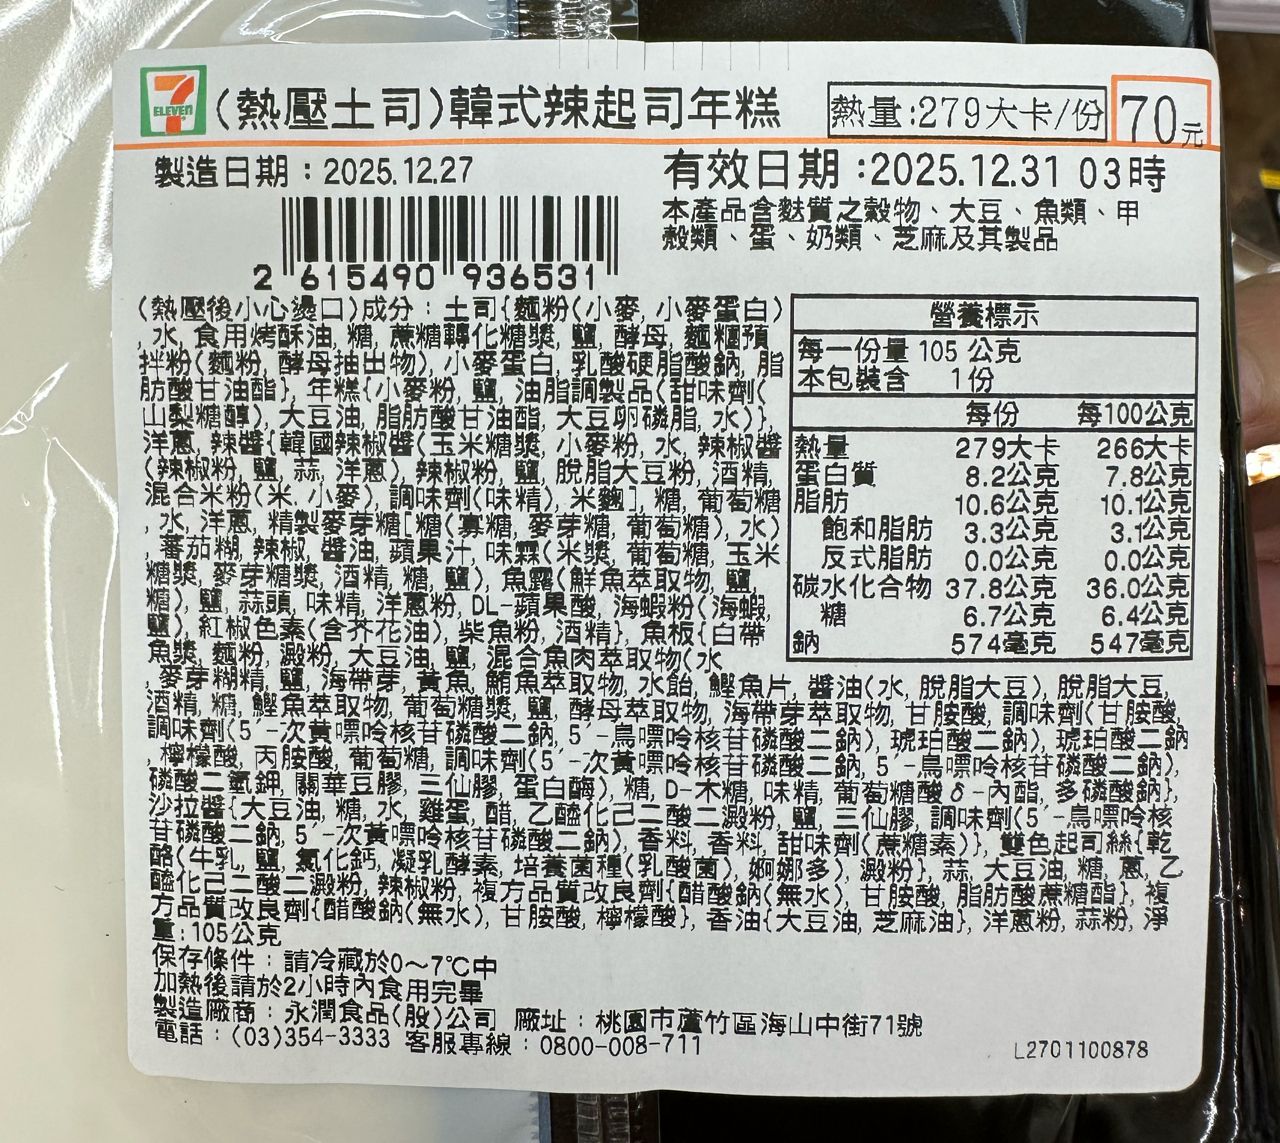 7
ELEVEn
(熱壓土司)韓式辣起司年糕
熱量:279大卡/份
70元
製造日期:2025.12.27
有效日期:2025.12.31 03時
本產品含麩質之穀物、大豆、魚類、甲
殼類、蛋、奶類、芝麻及其製品
2 615490 936531
(熱壓後小心燙口)成分:土司{麵粉(小麥,小麥蛋白)
,水,食用烤酥油,糖,蔗糖轉化糖漿,鹽,酵母,麵糰預
拌粉(麵粉,酵母抽出物),小麥蛋白,乳酸硬脂酸鈉,脂
肪酸甘油酯},年糕{小麥粉,鹽,油脂調製品(甜味劑(
山梨糖醇),大豆油,脂肪酸甘油酯,大豆卵磷脂,水)},
洋蔥,辣醬{韓國辣椒醬(玉米糖漿,小麥粉,水,辣椒醬
(辣椒粉,鹽,蒜,洋蔥),辣椒粉,鹽,脫脂大豆粉,酒精,
混合米粉(米,小麥),調味劑(味精),米麴],糖,葡萄糖
,水,洋蔥,精製麥芽糖[糖(寡糖,麥芽糖,葡萄糖),水)
,蕃茄糊,辣椒,醬油,蘋果汁,味霖(米漿,葡萄糖,玉米
糖漿,麥芽糖漿,酒精,糖,鹽),魚露(鮮魚萃取物,鹽,
糖),鹽,蒜頭,味精,洋蔥粉,DL-蘋果酸,海蝦粉(海蝦,
鹽),紅椒色素(含芥花油),柴魚粉,酒精},魚板{白帶
魚漿,麵粉,澱粉,大豆油,鹽,混合魚肉萃取物(水
,麥芽糊精,鹽,海帶芽,黃魚,鮪魚萃取物,水飴,鰹魚片,醬油(水,脫脂大豆),脫脂大豆,
酒精,糖,鰹魚萃取物,葡萄糖漿,鹽,酵母萃取物,海帶芽萃取物,甘胺酸,調味劑(甘胺酸,
調味劑(5'-次黃嘌呤核苷磷酸二鈉,5'-鳥嘌呤核苷磷酸二鈉),琥珀酸二鈉),琥珀酸二鈉
,檸檬酸,丙胺酸,葡萄糖,調味劑(5'-次黃嘌呤核苷磷酸二鈉,5'-鳥嘌呤核苷磷酸二鈉),
磷酸二氫鉀,關華豆膠,三仙膠,蛋白酶),糖,D-木糖,味精,葡萄糖酸δ-內酯,多磷酸鈉},
沙拉醬{大豆油,糖,水,雞蛋,醋,乙醯化己二酸二澱粉,鹽,三仙膠,調味劑(5'-鳥嘌呤核
苷磷酸二鈉,5'-次黃嘌呤核苷磷酸二鈉),香料,香料,甜味劑(蔗糖素)},雙色起司絲{乾
酪(牛乳,鹽,氯化鈣,凝乳酵素,培養菌種(乳酸菌),婀娜多),澱粉},蒜,大豆油,糖,蔥,乙
醯化己二酸二澱粉,辣椒粉,複方品質改良劑{醋酸鈉(無水),甘胺酸,脂肪酸蔗糖酯},複
方品質改良劑{醋酸鈉(無水),甘胺酸,檸檬酸},香油{大豆油,芝麻油},洋蔥粉,蒜粉,淨
重:105公克
營養標示
每一份量 105 公克
本包裝含 1份
每份 每100公克
熱量 279大卡 266大卡
蛋白質 8.2公克 7.8公克
脂肪 10.6公克 10.1公克
飽和脂肪 3.3公克 3.1公克
反式脂肪 0.0公克 0.0公克
碳水化合物 37.8公克 36.0公克
糖 6.7公克 6.4公克
鈉 574毫克 547毫克
保存條件:請冷藏於0~7℃中
加熱後請於2小時內食用完畢
製造廠商:永潤食品(股)公司 廠址:桃園市蘆竹區海山中街71號
電話:(03)354-3333 客服專線:0800-008-711
L2701100878